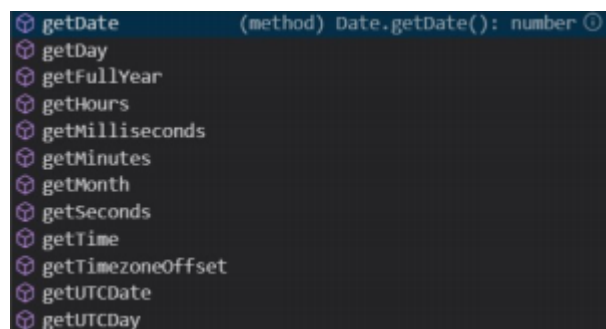 getDate (method) Date.getDate(): number
getDay
getFullYear
getHours
getMilliseconds
getMinutes
getMonth
getSeconds
getTime
getTimezoneOffset
getUTCDate
getUTCDay